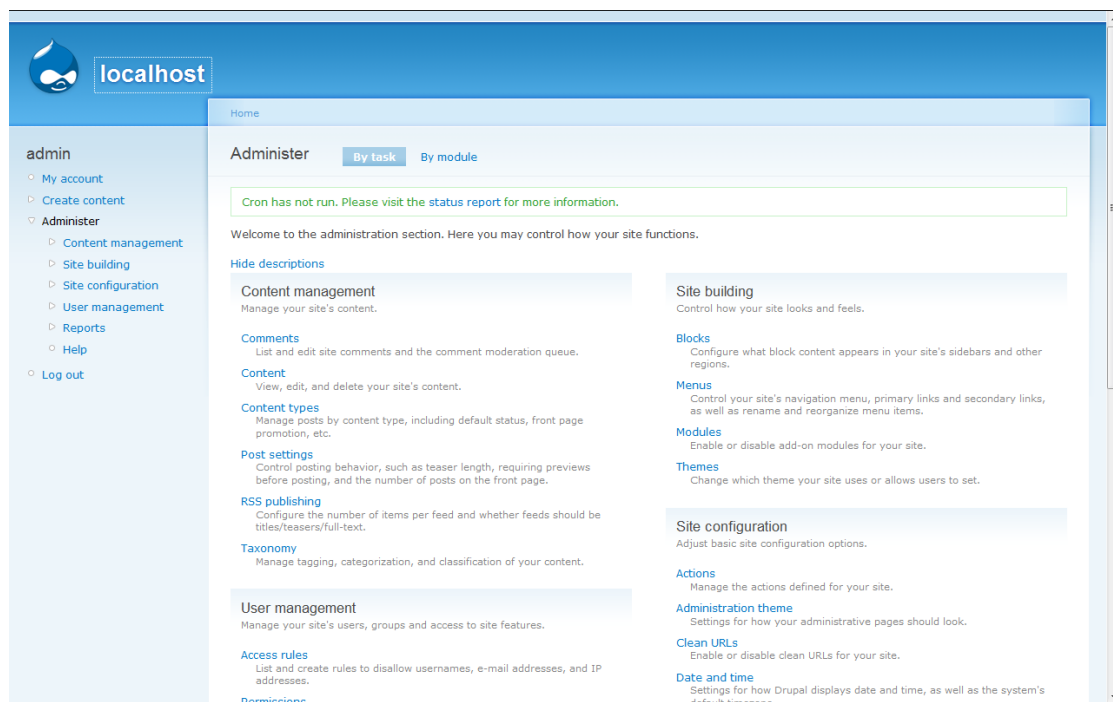 localhost
Home
admin
My account
Create content
Administer
Content management
Site building
Site configuration
User management
Reports
Help
Log out
Administer
By task
By module
Cron has not run. Please visit the status report for more information.
Welcome to the administration section. Here you may control how your site functions.
Hide descriptions
Content management
Manage your site's content.
Comments
List and edit site comments and the comment moderation queue.
Content
View, edit, and delete your site's content.
Content types
Manage posts by content type, including default status, front page
promotion, etc.
Post settings
Control posting behavior, such as teaser length, requiring previews
before posting, and the number of posts on the front page.
RSS publishing
Configure the number of items per feed and whether feeds should be
titles/teasers/full-text.
Taxonomy
Manage tagging, categorization, and classification of your content.
User management
Manage your site's users, groups and access to site features.
Access rules
List and create rules to disallow usernames, e-mail addresses, and IP
addresses.
Permissions
Site building
Control how your site looks and feels.
Blocks
Configure what block content appears in your site's sidebars and other
regions.
Menus
Control your site's navigation menu, primary links and secondary links,
as well as rename and reorganize menu items.
Modules
Enable or disable add-on modules for your site.
Themes
Change which theme your site uses or allows users to set.
Site configuration
Adjust basic site configuration options.
Actions
Manage the actions defined for your site.
Administration theme
Settings for how your administrative pages should look.
Clean URLs
Enable or disable clean URLs for your site.
Date and time
Settings for how Drupal displays date and time, as well as the system's
default timezone.